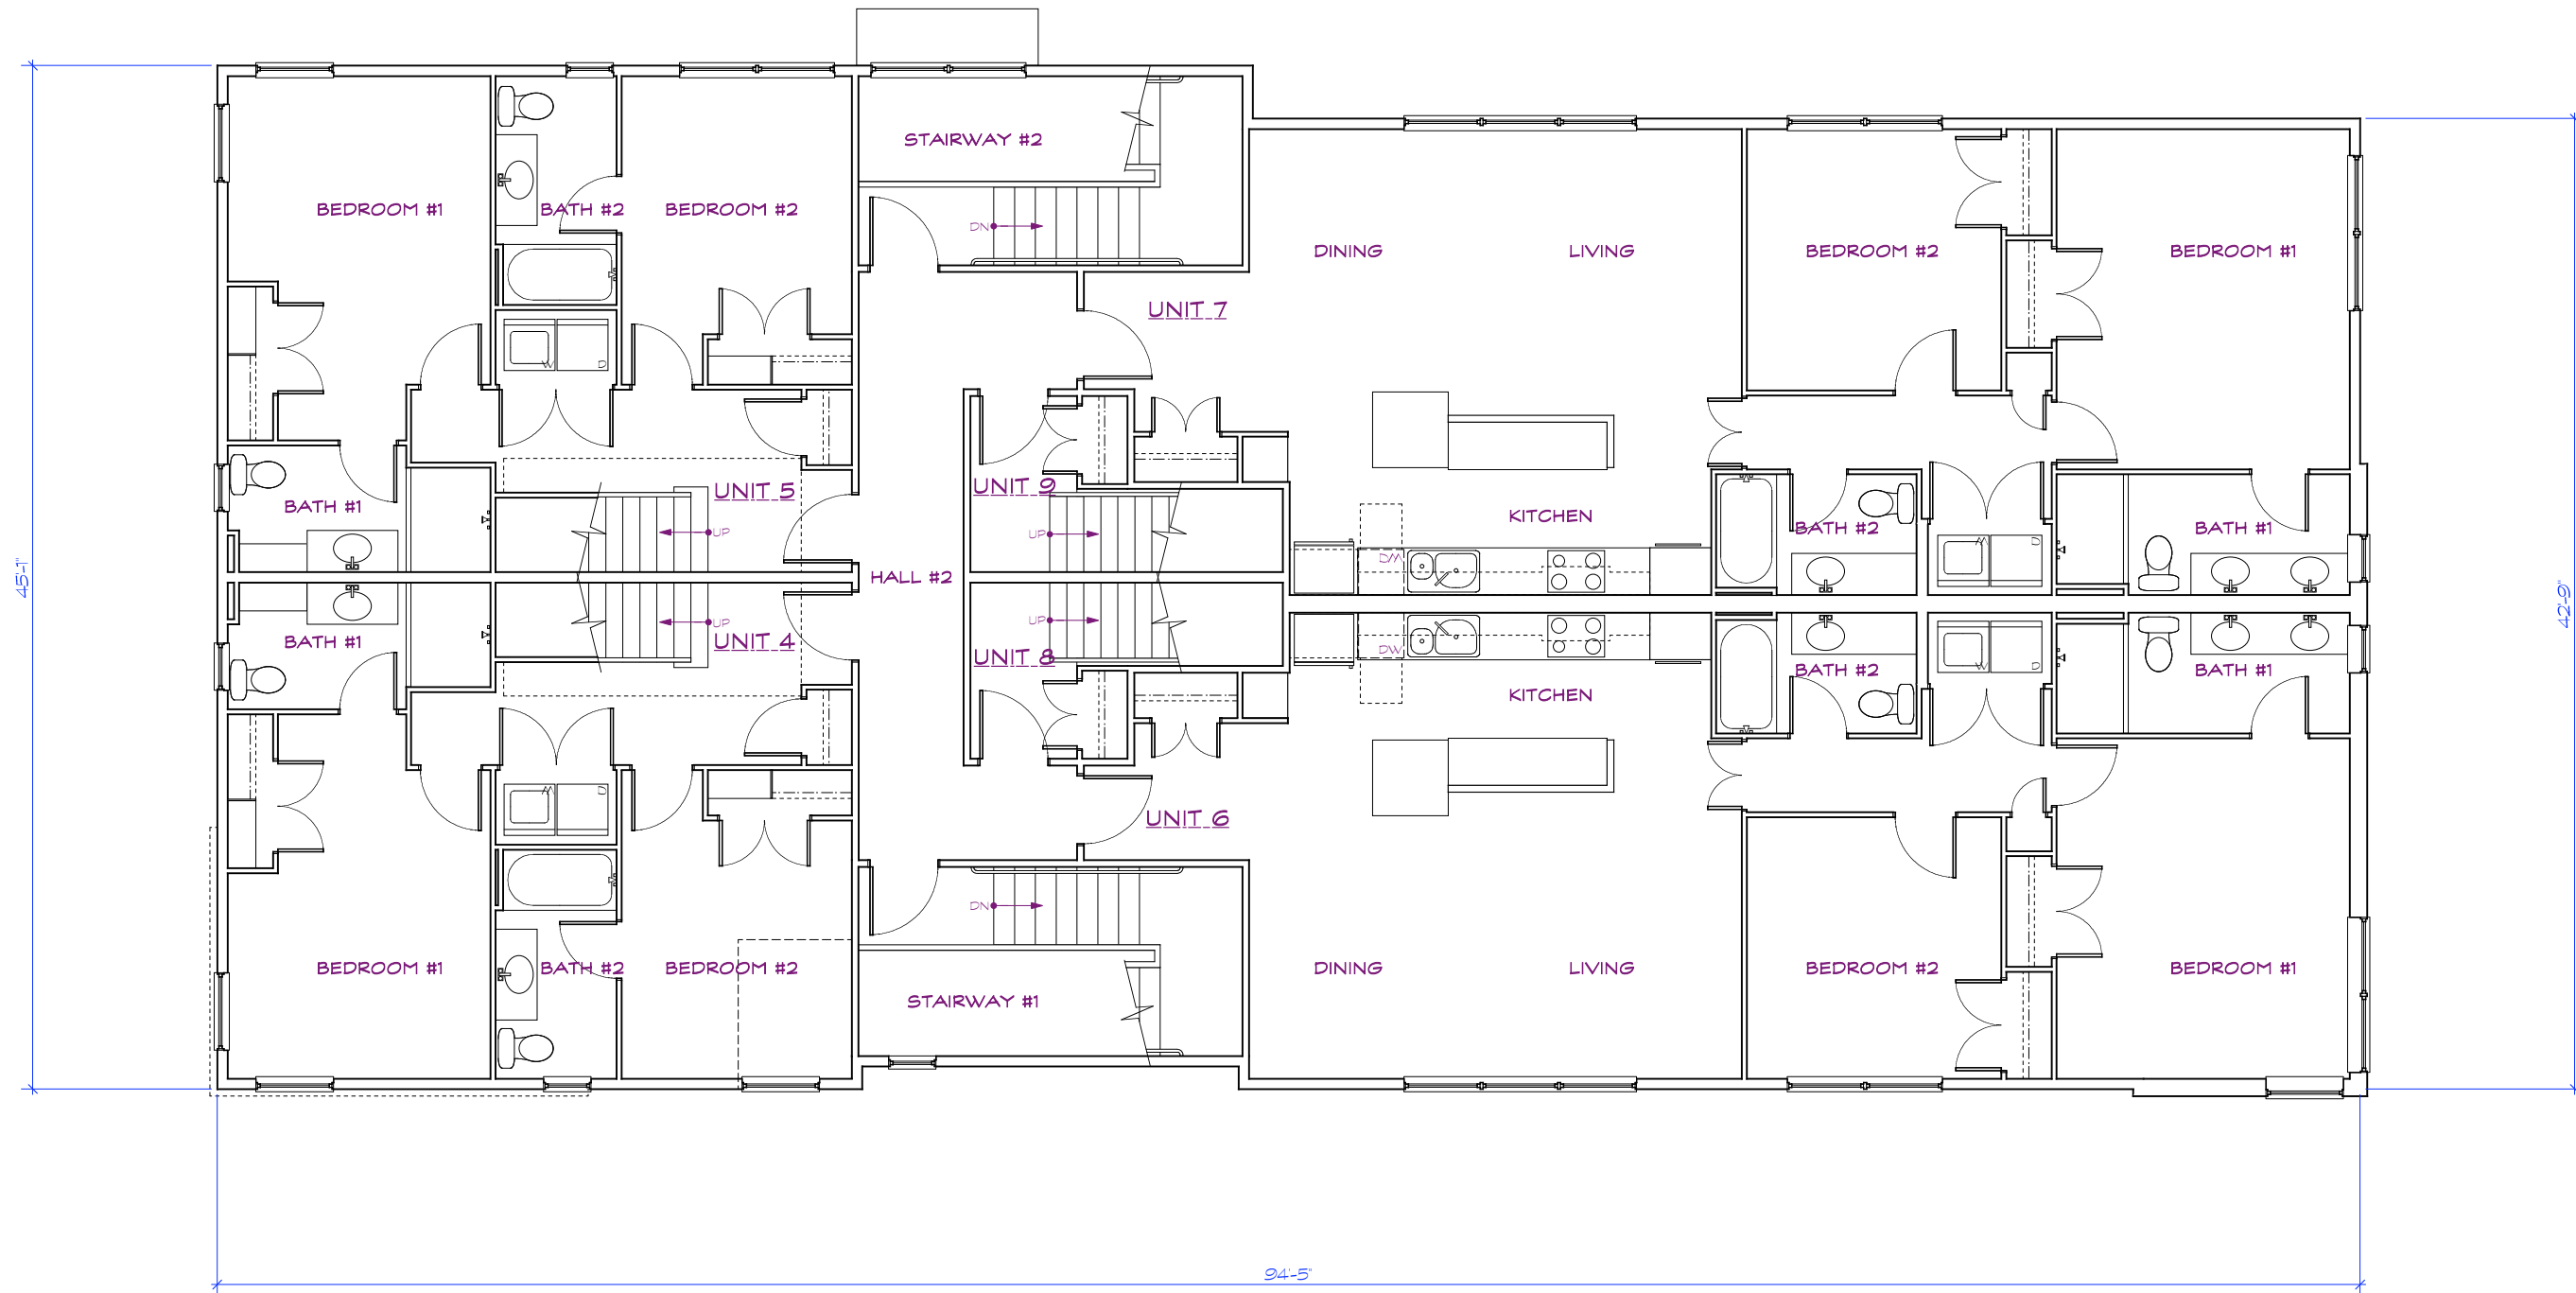 STAIRWAY #2
BEDROOM #1
BATH #2
BEDROOM #2
DN
DINING
LIVING
BEDROOM #2
BEDROOM #1
UNIT 7
W
D
UNIT 5
UNIT 9
BATH #1
UP
UP
KITCHEN
BATH #2
BATH #1
45'-1"
HALL #2
DW
W
D
42'-9"
BATH #1
UP
UNIT 4
UP
UNIT 8
DW
KITCHEN
BATH #2
W
D
BATH #1
W
D
UNIT 6
DN
BEDROOM #1
BATH #2
BEDROOM #2
STAIRWAY #1
DINING
LIVING
BEDROOM #2
BEDROOM #1
94'-5"